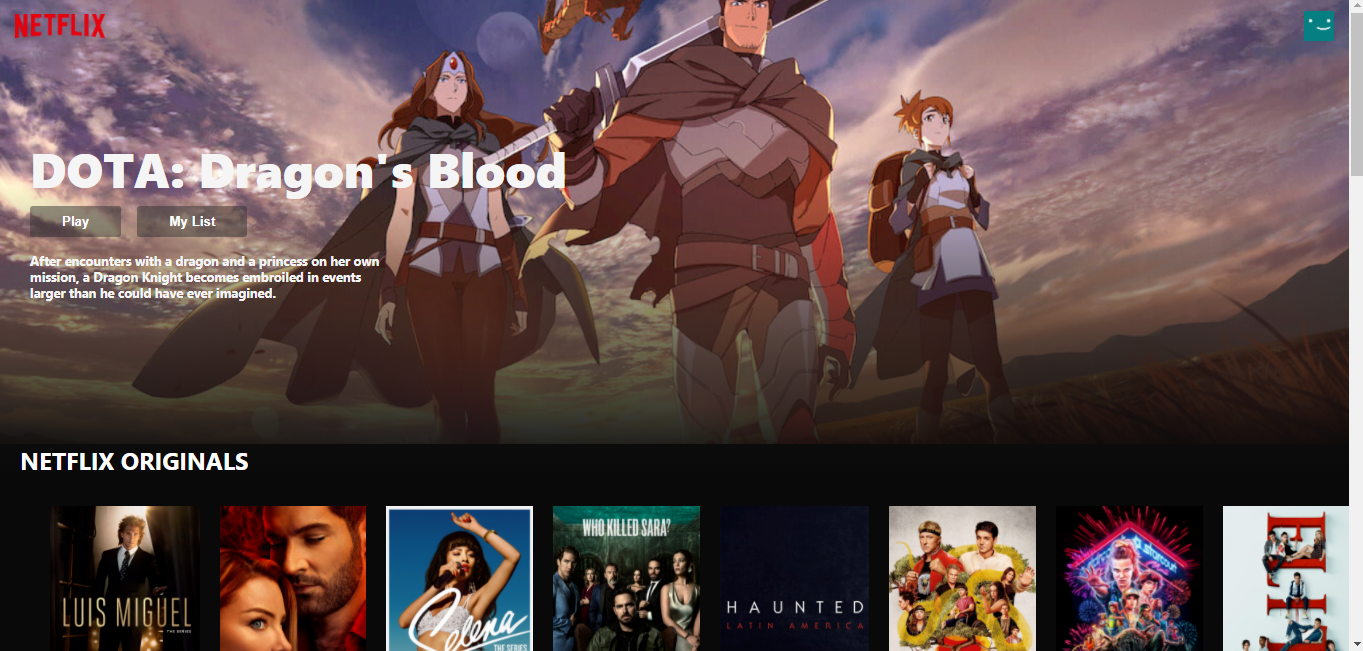 NETFLIX
DOTA: Dragon's Blood
Play
My List
After encounters with a dragon and a princess on her own
mission, a Dragon Knight becomes embroiled in events
larger than he could have ever imagined.
NETFLIX ORIGINALS
LUIS MIGUEL
THE SERIES
Selena
THE SERIES
WHO KILLED SARA?
HAUNTED
LATIN AMERICA